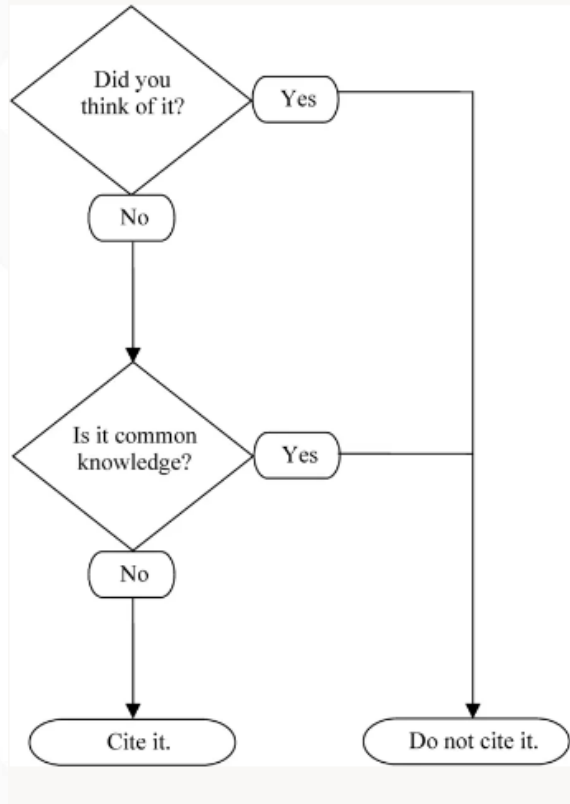 Did you
think of it?
Yes
No
Is it common
knowledge?
Yes
No
Cite it.
Do not cite it.